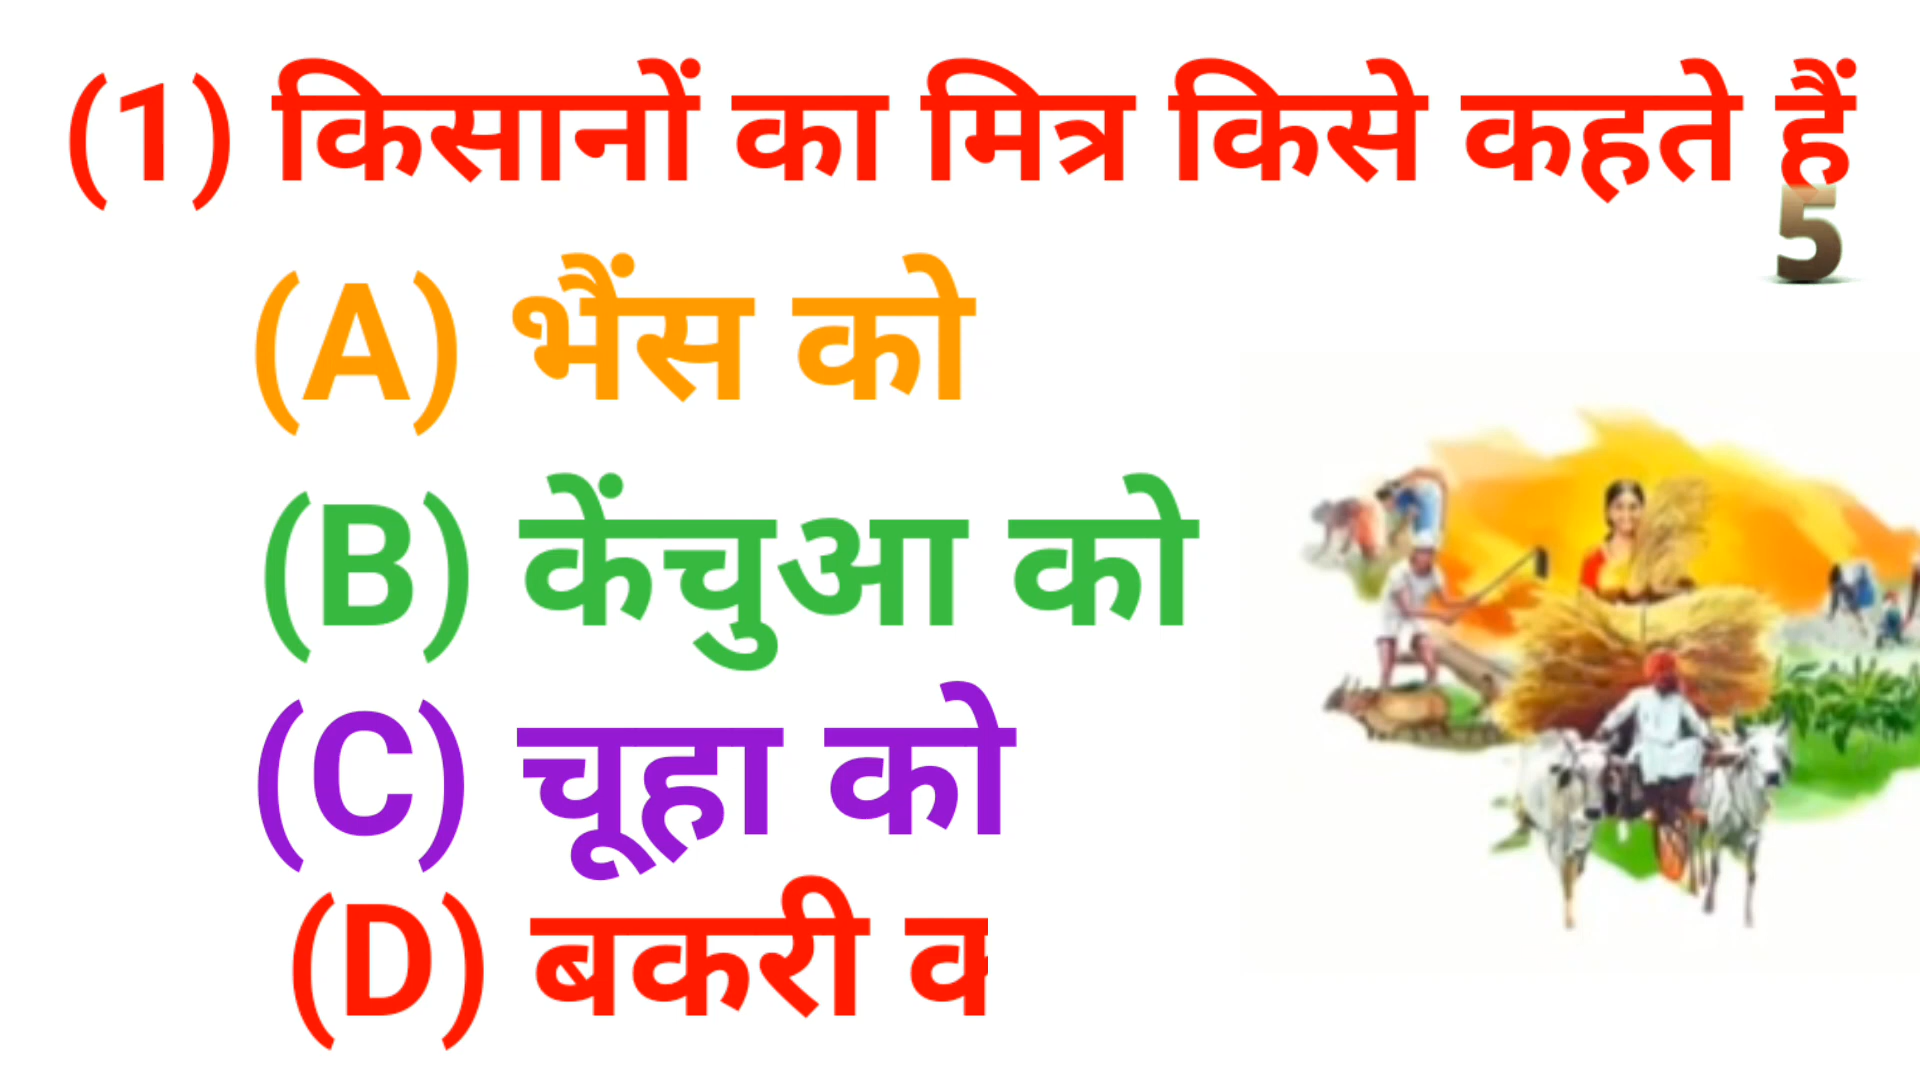 (1) किसानों का मित्र किसे कहते हैं
5
(A) भैंस को
(B) केंचुआ को
(C) चूहा को
(D) बकरी